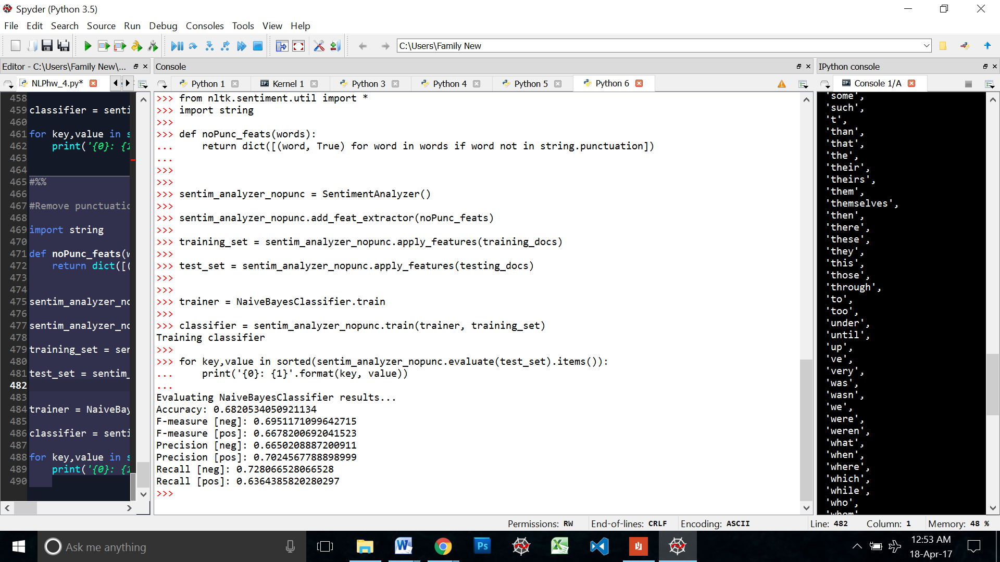 Spyder (Python 3.5)
File Edit Search Source Run Debug Consoles Tools View Help
C:\Users\Family New
Editor - C:\Users\Family New\...
NLPhw_4.py*
458
459 classifier = senti
460
461 for key,value in s
462     print('{0}: {1
463
464
465 #%%
466
467 #Remove punctuatio
468
469 import string
470
471 def noPunc_feats(w
472     return dict([(
473
474
475 sentim_analyzer_no
476
477 sentim_analyzer_no
478
479 training_set = sen
480
481 test_set = sentim_
482
483
484 trainer = NaiveBay
485
486 classifier = senti
487
488 for key,value in s
489     print('{0}: {1
490
Console
Python 1 IP: Kernel 1 Python 3 Python 4 Python 5 Python 6
>>> from nltk.sentiment.util import *
>>> import string
>>>
>>> def noPunc_feats(words):
...     return dict([(word, True) for word in words if word not in string.punctuation])
...
>>>
>>>
>>> sentim_analyzer_nopunc = SentimentAnalyzer()
>>>
>>> sentim_analyzer_nopunc.add_feat_extractor(noPunc_feats)
>>>
>>> training_set = sentim_analyzer_nopunc.apply_features(training_docs)
>>>
>>> test_set = sentim_analyzer_nopunc.apply_features(testing_docs)
>>>
>>>
>>> trainer = NaiveBayesClassifier.train
>>>
>>> classifier = sentim_analyzer_nopunc.train(trainer, training_set)
Training classifier
>>>
>>> for key,value in sorted(sentim_analyzer_nopunc.evaluate(test_set).items()):
...     print('{0}: {1}'.format(key, value))
...
Evaluating NaiveBayesClassifier results...
Accuracy: 0.6820534050921134
F-measure [neg]: 0.6951171099642715
F-measure [pos]: 0.6678200692041523
Precision [neg]: 0.6650208887200911
Precision [pos]: 0.7024567788898999
Recall [neg]: 0.728066528066528
Recall [pos]: 0.6364385820280297
>>>
IPython console
IP: Console 1/A
'some',
'such',
't',
'than',
'that',
'the',
'their',
'theirs',
'them',
'themselves',
'then',
'there',
'these',
'they',
'this',
'those',
'through',
'to',
'too',
'under',
'until',
'up',
've',
'very',
'was',
'wasn',
'we',
'were',
'weren',
'what',
'when',
'where',
'which',
'while',
'who',
'whom',
Permissions: RW End-of-lines: CRLF Encoding: ASCII Line: 482 Column: 1 Memory: 48 %
Ask me anything
Ps
12:53 AM
18-Apr-17